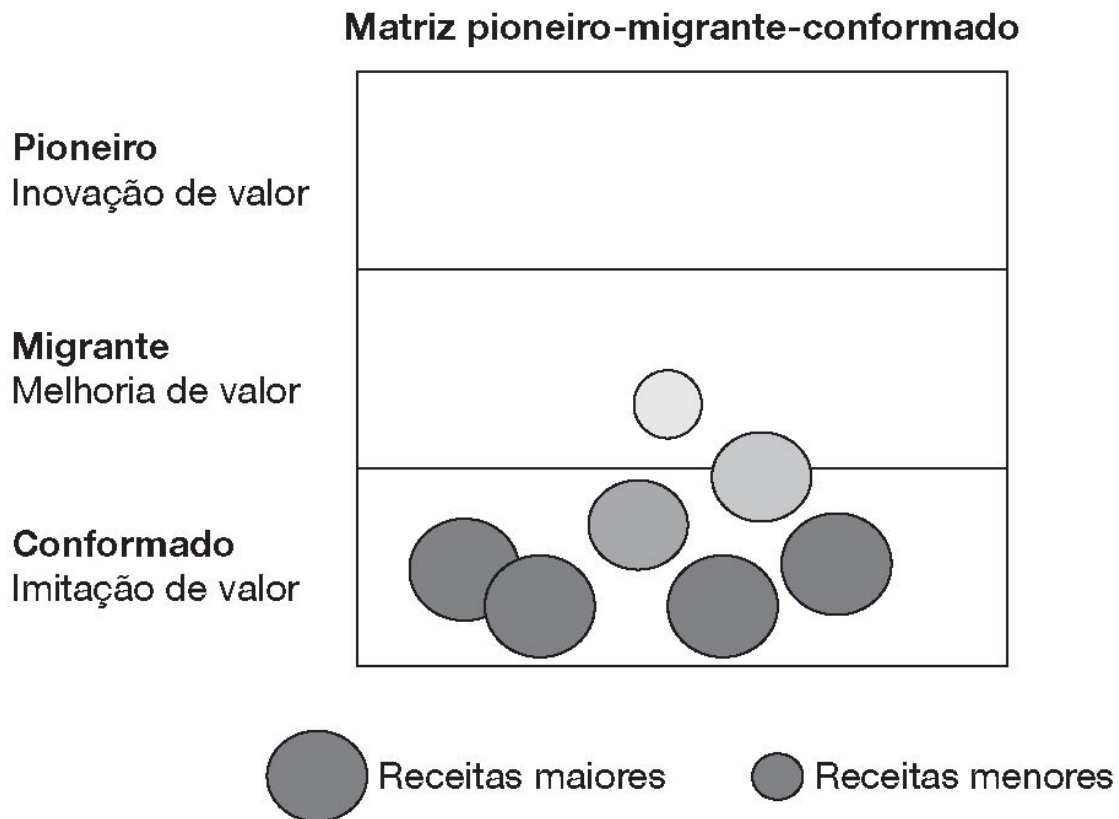 Matriz pioneiro-migrante-conformado
Pioneiro
Inovação de valor
Migrante
Melhoria de valor
Conformado
Imitação de valor
Receitas maiores
Receitas menores